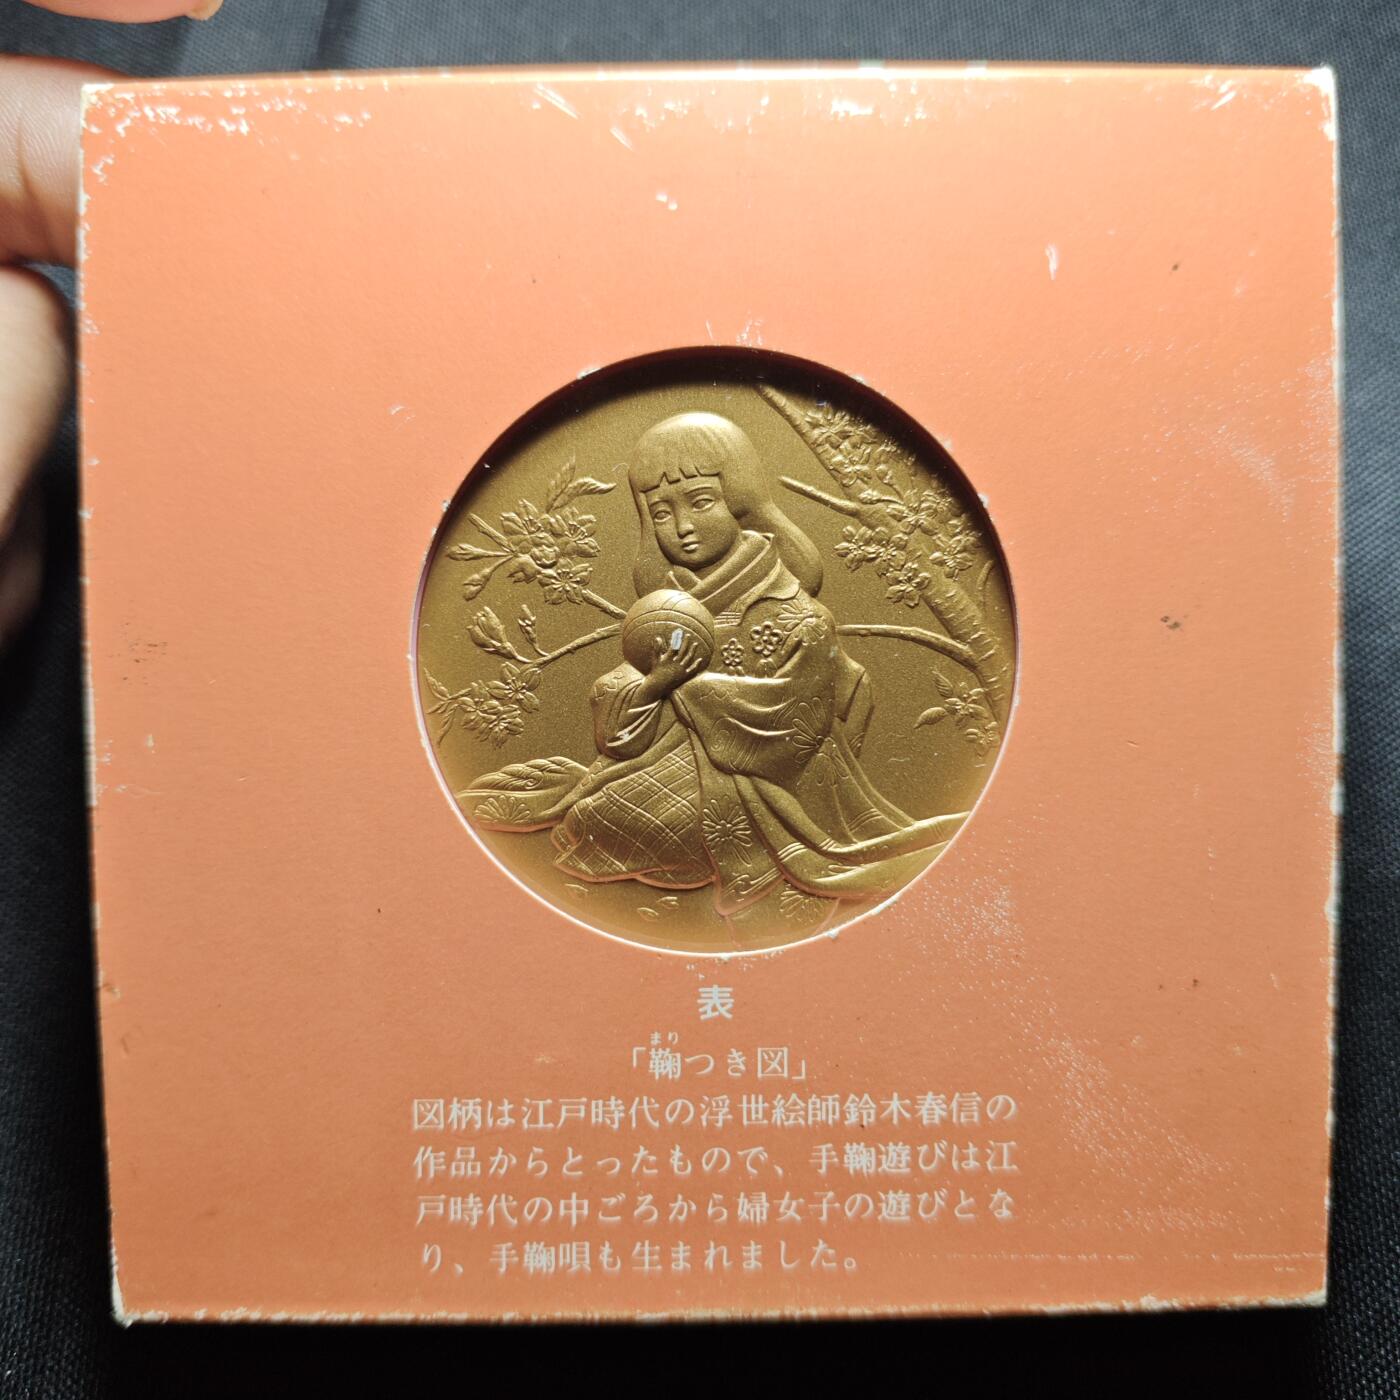 表
「鞠つき図」
まり
図柄は江戸時代の浮世絵師鈴木春信の
作品からとったもので、手鞠遊びは江
戸時代の中ごろから婦女子の遊びとな
り、手鞠唄も生まれました。